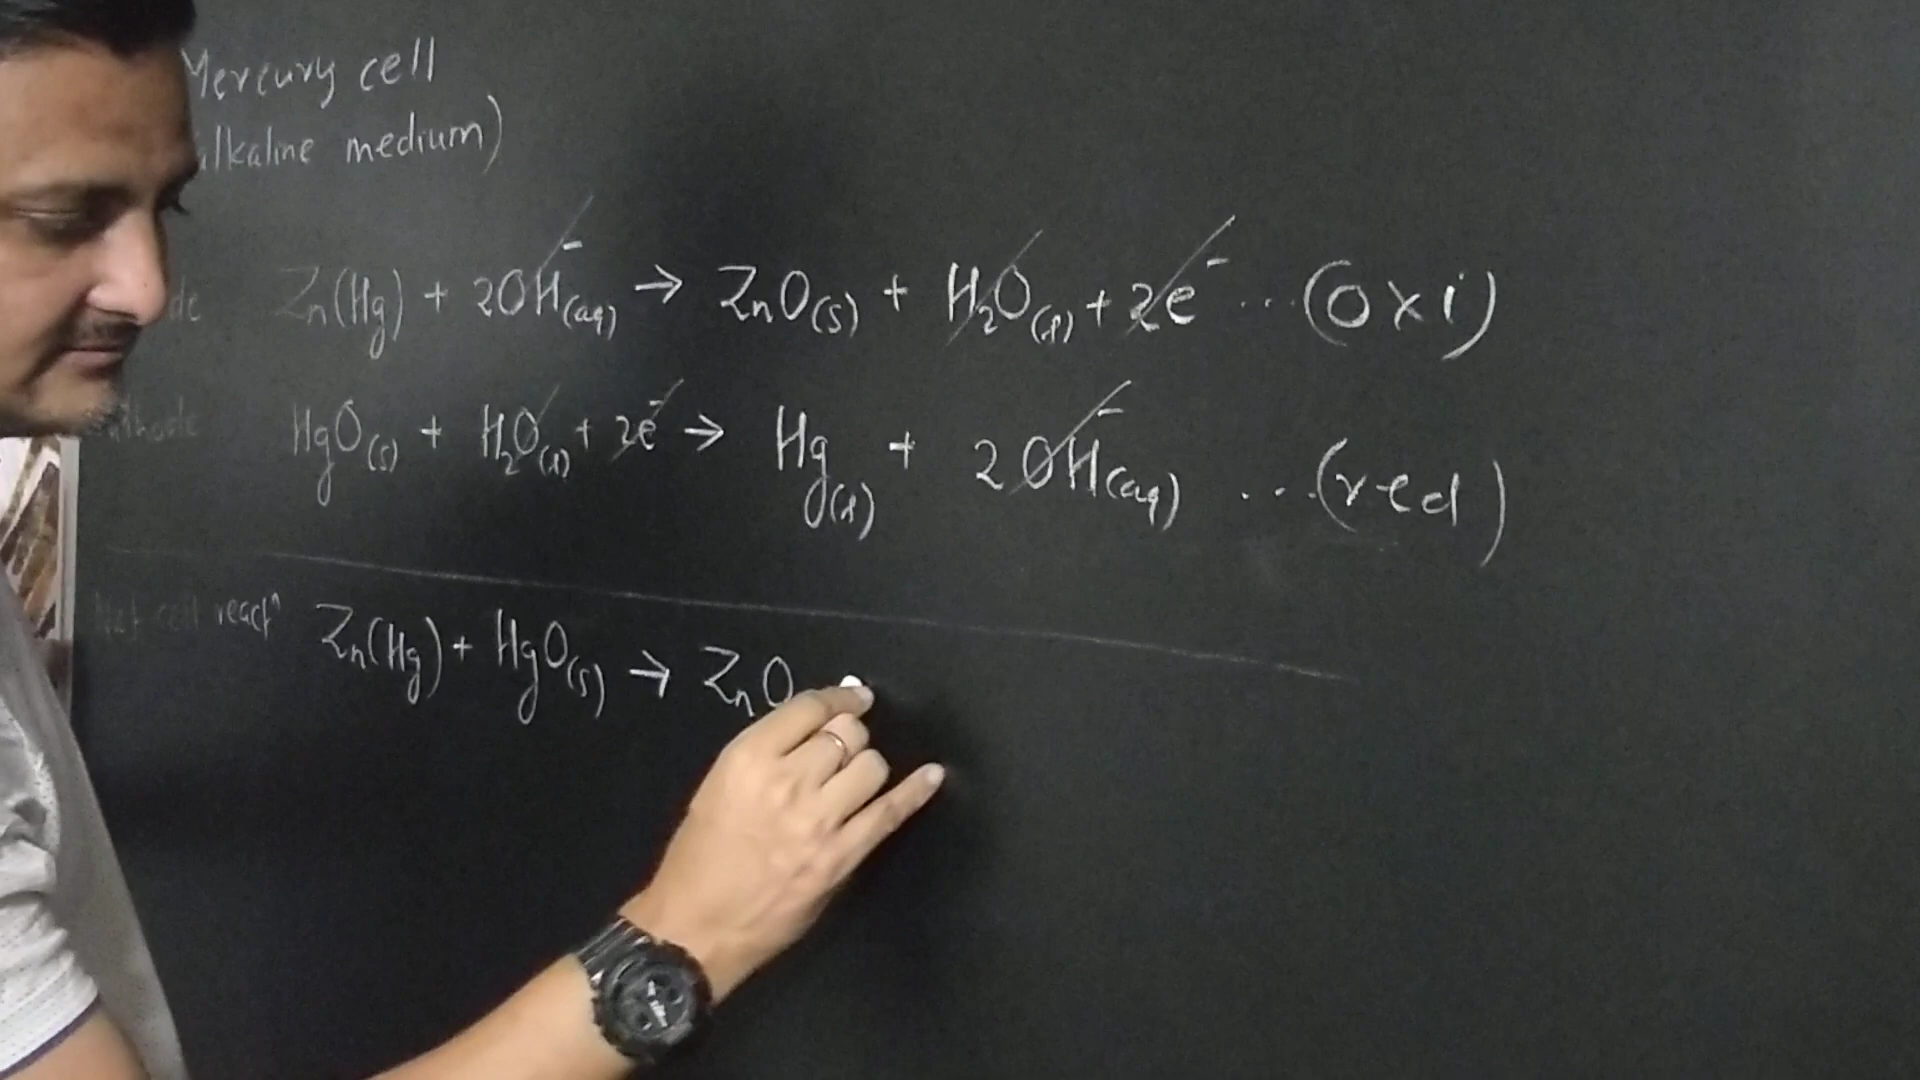 Mercury cell
alkaline medium)
de Zn(Hg) + 2OH⁻(aq) → ZnO(s) + H₂O(l) + 2e⁻ ...(oxi)
Cathode HgO(s) + H₂O(l) + 2e⁻ → Hg(l) + 2OH⁻(aq) ...(red)
Net cell reactⁿ Zn(Hg) + HgO(s) → ZnO